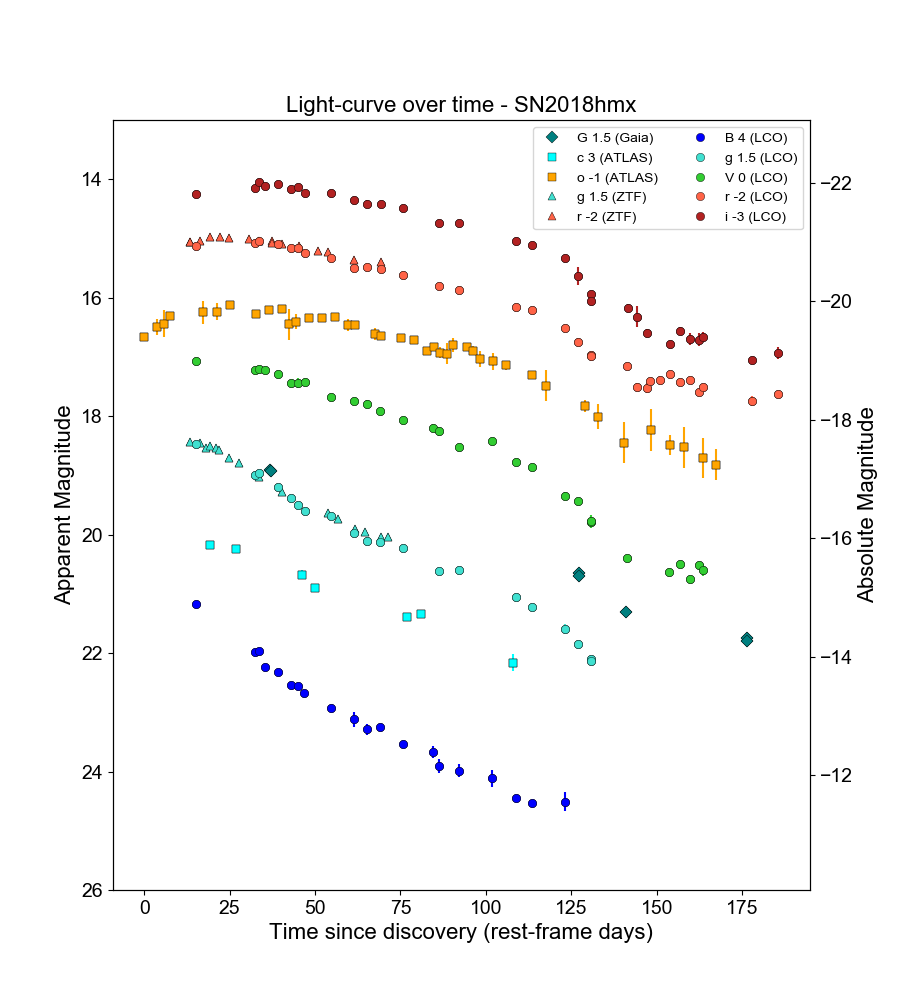 Light-curve over time - SN2018hmx
G 1.5 (Gaia)
c 3 (ATLAS)
o -1 (ATLAS)
g 1.5 (ZTF)
r -2 (ZTF)
B 4 (LCO)
g 1.5 (LCO)
V 0 (LCO)
r -2 (LCO)
i -3 (LCO)
Apparent Magnitude
14
16
18
20
22
24
26
Absolute Magnitude
−22
−20
−18
−16
−14
−12
0 25 50 75 100 125 150 175
Time since discovery (rest-frame days)